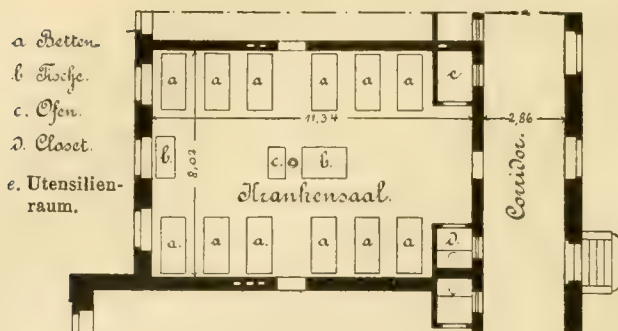 a Betten
b Tische.
c. Ofen.
d. Closet.
e. Utensilien-
raum.
a a a a a a
c
11,34
2,86
b.
8,02
c. b.
Krankensaal.
Corridor.
a. a a. a a a
d.